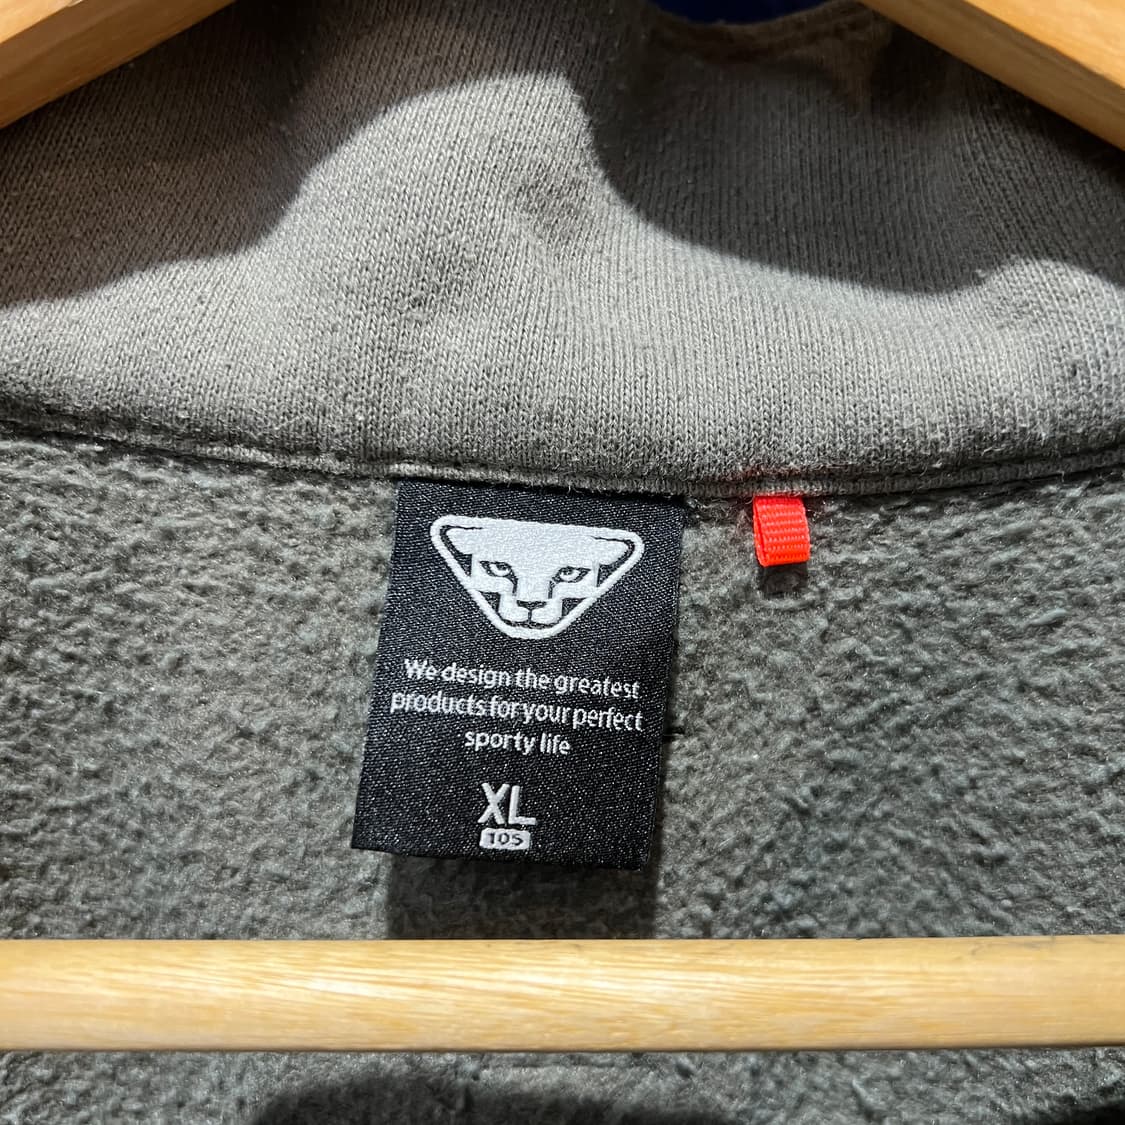 We design the greatest
products for your perfect
sporty life
XL
105